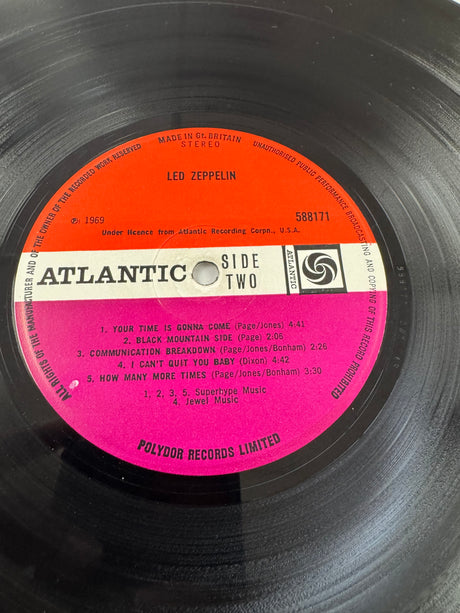 MADE IN Gt. BRITAIN
STEREO
ALL RIGHTS OF THE MANUFACTURER AND OF THE OWNER OF THE RECORDED WORK RESERVED
UNAUTHORISED PUBLIC PERFORMANCE BROADCASTING AND COPYING OF THIS RECORD PROHIBITED
LED ZEPPELIN
℗ 1969
588171
Under licence from Atlantic Recording Corpn., U.S.A.
ATLANTIC
SIDE
TWO
ATLANTIC
1. YOUR TIME IS GONNA COME (Page/Jones) 4:41
2. BLACK MOUNTAIN SIDE (Page) 2:06
3. COMMUNICATION BREAKDOWN (Page/Jones/Bonham) 2:26
4. I CAN'T QUIT YOU BABY (Dixon) 4:42
5. HOW MANY MORE TIMES (Page/Jones/Bonham) 3:30
1, 2, 3, 5. Superhype Music
4. Jewel Music
POLYDOR RECORDS LIMITED